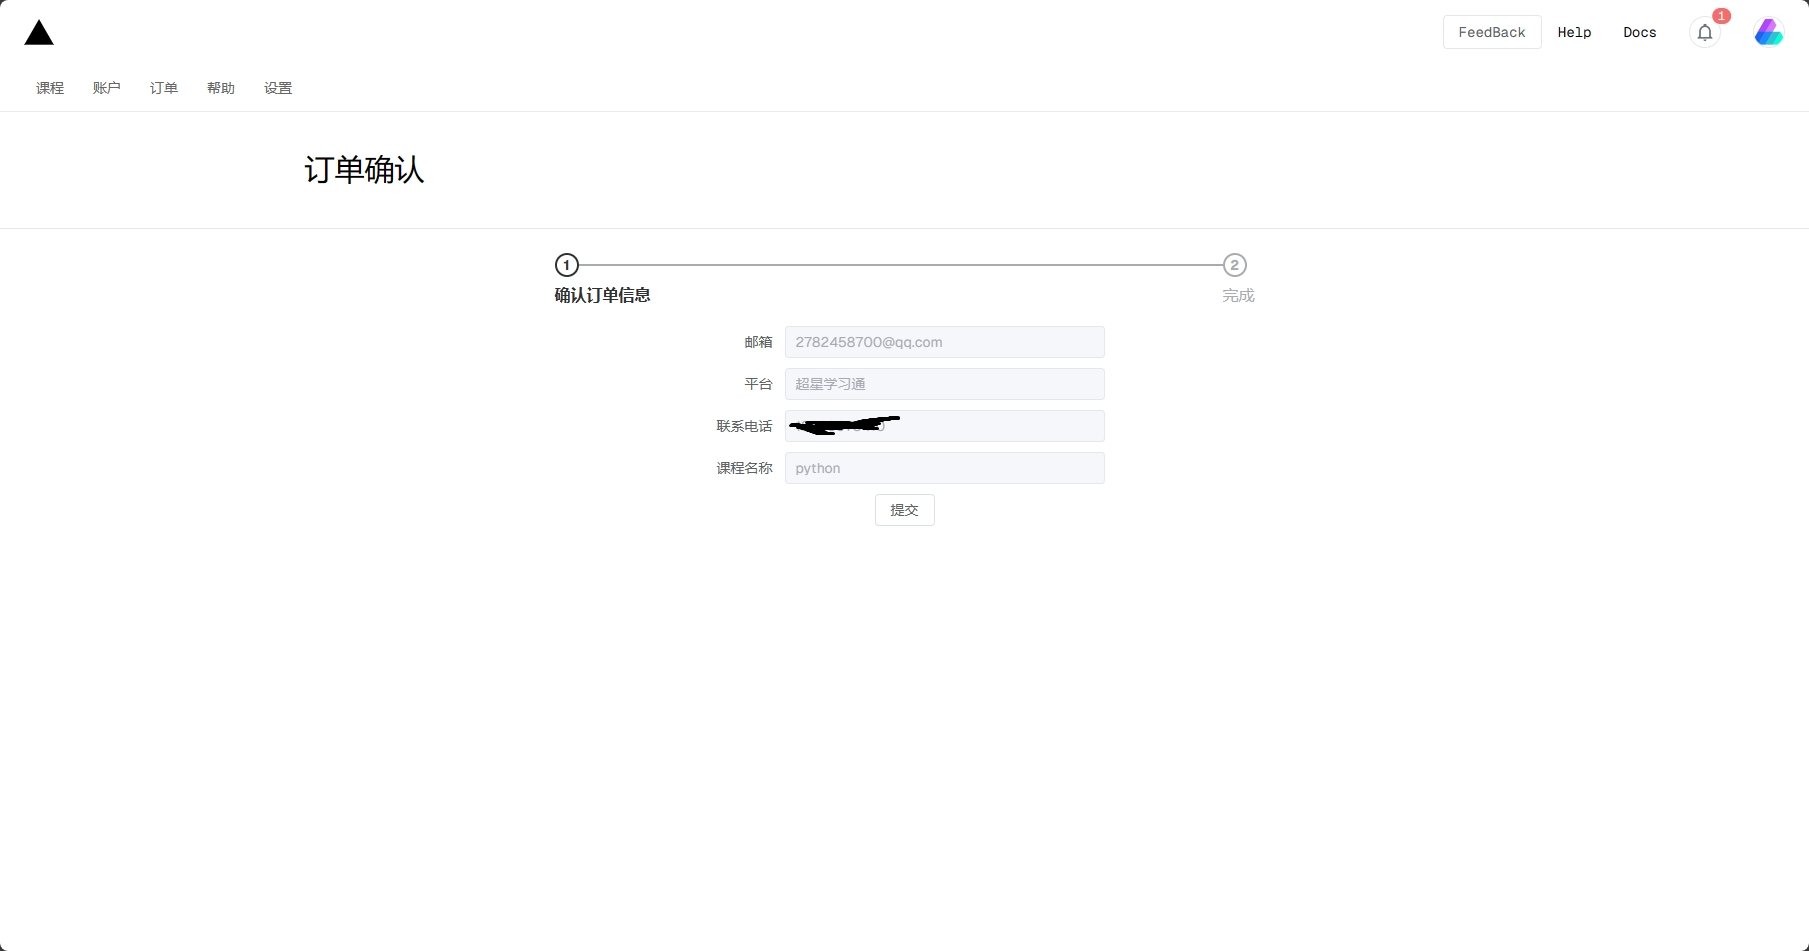 FeedBack Help Docs 1
课程 账户 订单 帮助 设置
订单确认
1 2
确认订单信息 完成
邮箱 2782458700@qq.com
平台 超星学习通
联系电话
课程名称 python
提交